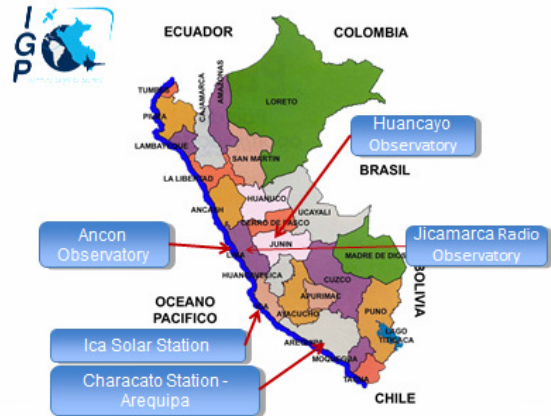 IGP
ECUADOR
COLOMBIA
TUMBES
PIURA
LAMBAYEQUE
CAJAMARCA
AMAZONAS
LORETO
SAN MARTIN
LA LIBERTAD
Huancayo
Observatory
BRASIL
HUANUCO
ANCASH
UCAYALI
CERRO DE PASCO
Ancon
Observatory
JUNIN
LIMA
Jicamarca Radio
Observatory
MADRE DE DIOS
HUANCAVELICA
CUZCO
BOLIVIA
OCEANO
PACIFICO
ICA
APURIMAC
AYACUCHO
PUNO
LAGO
TITICACA
Ica Solar Station
AREQUIPA
MOQUEGUA
Characato Station -
Arequipa
TACNA
CHILE